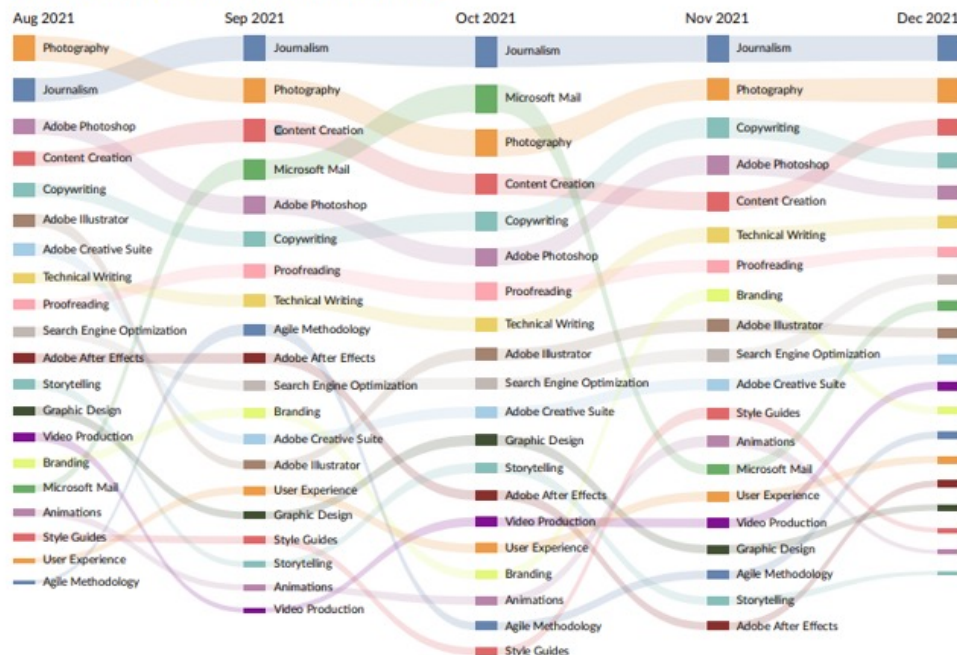 Aug 2021
Sep 2021
Oct 2021
Nov 2021
Dec 2021
Photography
Journalism
Adobe Photoshop
Content Creation
Copywriting
Adobe Illustrator
Adobe Creative Suite
Technical Writing
Proofreading
Search Engine Optimization
Adobe After Effects
Storytelling
Graphic Design
Video Production
Branding
Microsoft Mail
Animations
Style Guides
User Experience
Agile Methodology
Journalism
Photography
Content Creation
Microsoft Mail
Adobe Photoshop
Copywriting
Proofreading
Technical Writing
Agile Methodology
Adobe After Effects
Search Engine Optimization
Branding
Adobe Creative Suite
Adobe Illustrator
User Experience
Graphic Design
Style Guides
Storytelling
Animations
Video Production
Journalism
Microsoft Mail
Photography
Content Creation
Copywriting
Adobe Photoshop
Proofreading
Technical Writing
Adobe Illustrator
Search Engine Optimization
Adobe Creative Suite
Graphic Design
Storytelling
Adobe After Effects
Video Production
User Experience
Branding
Animations
Agile Methodology
Style Guides
Journalism
Photography
Copywriting
Adobe Photoshop
Content Creation
Technical Writing
Proofreading
Branding
Adobe Illustrator
Search Engine Optimization
Adobe Creative Suite
Style Guides
Animations
Microsoft Mail
User Experience
Video Production
Graphic Design
Agile Methodology
Storytelling
Adobe After Effects